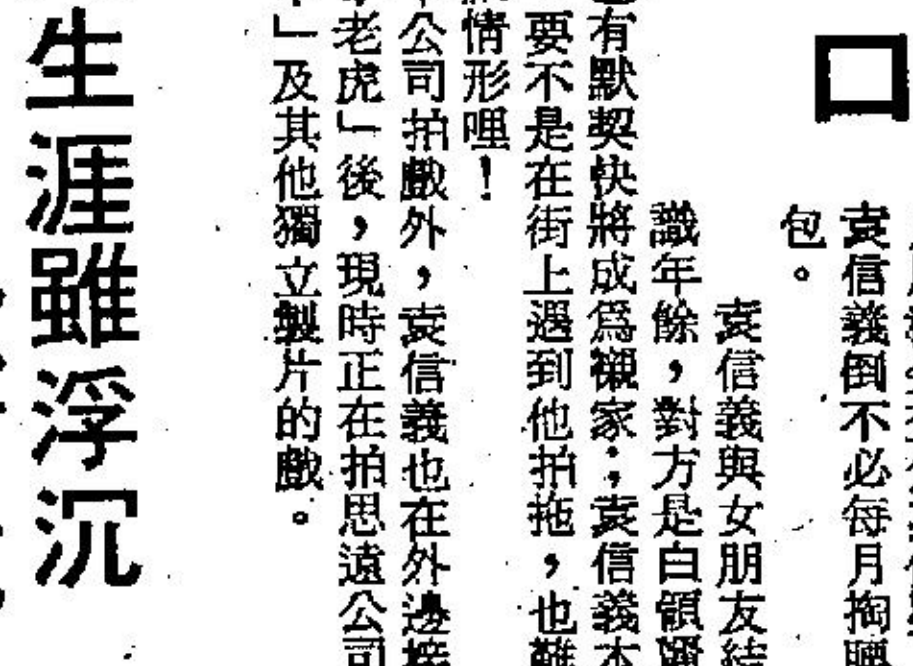 口
袁信義倒不必每月掏
包。
袁信義與女朋友結
識年餘，對方是白領
有默契快將成爲襯家；袁信義本
要不是在街上遇到他拍拖，也難
情形哩！
公司拍戲外，袁信義也在外邊接
老虎」後，現時正在拍思遠公司
」及其他獨立製片的戲。
生涯雖浮沉